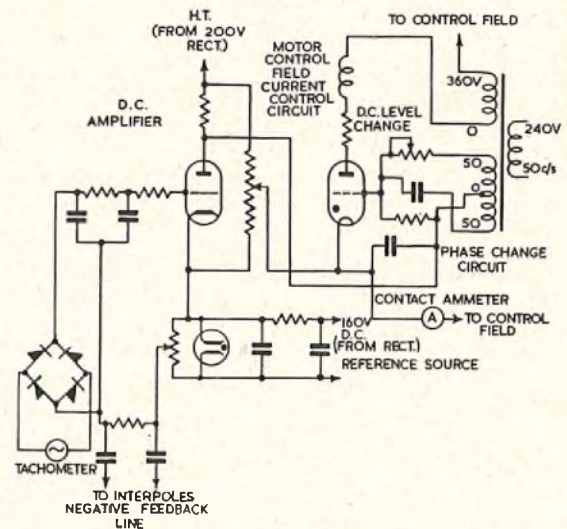 H.T.
(FROM 200V
RECT.)
TO CONTROL FIELD
MOTOR
CONTROL
FIELD
CURRENT
CONTROL
CIRCUIT
360V
O
240V
50c/s
D.C.
AMPLIFIER
D.C. LEVEL
CHANGE
50
O
50
PHASE CHANGE
CIRCUIT
CONTACT AMMETER
A
TO CONTROL
FIELD
160V
D.C.
(FROM RECT.)
REFERENCE SOURCE
TACHOMETER
TO INTERPOLES
NEGATIVE FEEDBACK
LINE